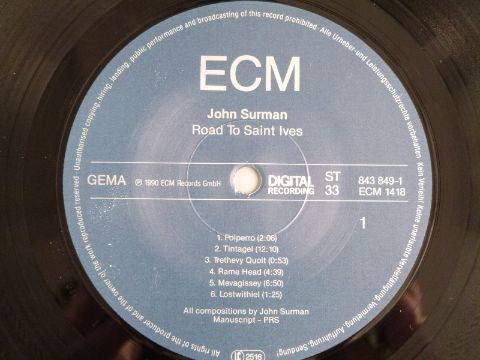 Unauthorised copying, hiring, lending, public performance and broadcasting of this record prohibited · Alle Urheber- und Leistungsschutzrechte vorbehalten
Kein Verleih! Keine unerlaubte Vervielfältigung, Vermietung, Aufführung, Sendung!
All rights of the producer and of the owner of the work reproduced reserved
ECM
John Surman
Road To Saint Ives
GEMA
℗ 1990 ECM Records GmbH
DIGITAL
RECORDING
ST
33
843 849-1
ECM 1418
1
1. Polperro (2:06)
2. Tintagel (12:10)
3. Trethevy Quoit (0:53)
4. Rame Head (4:39)
5. Mevagissey (6:50)
6. Lostwithiel (1:25)
All compositions by John Surman
Manuscript – PRS
LC 2516